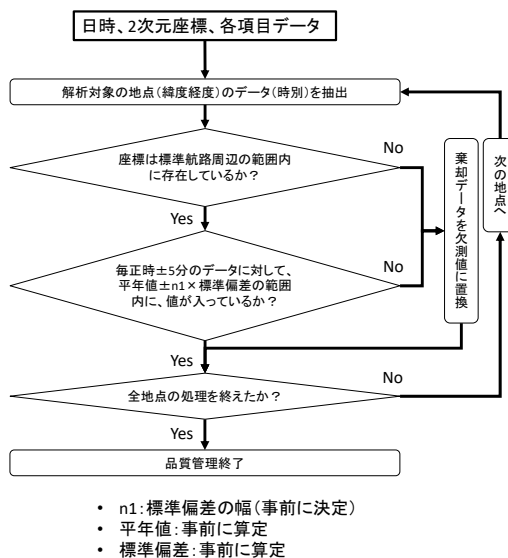 日時、2次元座標、各項目データ
解析対象の地点(緯度経度)のデータ(時別)を抽出
座標は標準航路周辺の範囲内
に存在しているか?
No
Yes
毎正時±5分のデータに対して、
平年値±n1×標準偏差の範囲
内に、値が入っているか?
No
Yes
棄却データを欠測値に置換
次の地点へ
全地点の処理を終えたか?
No
Yes
品質管理終了
• n1:標準偏差の幅(事前に決定)
• 平年値:事前に算定
• 標準偏差:事前に算定